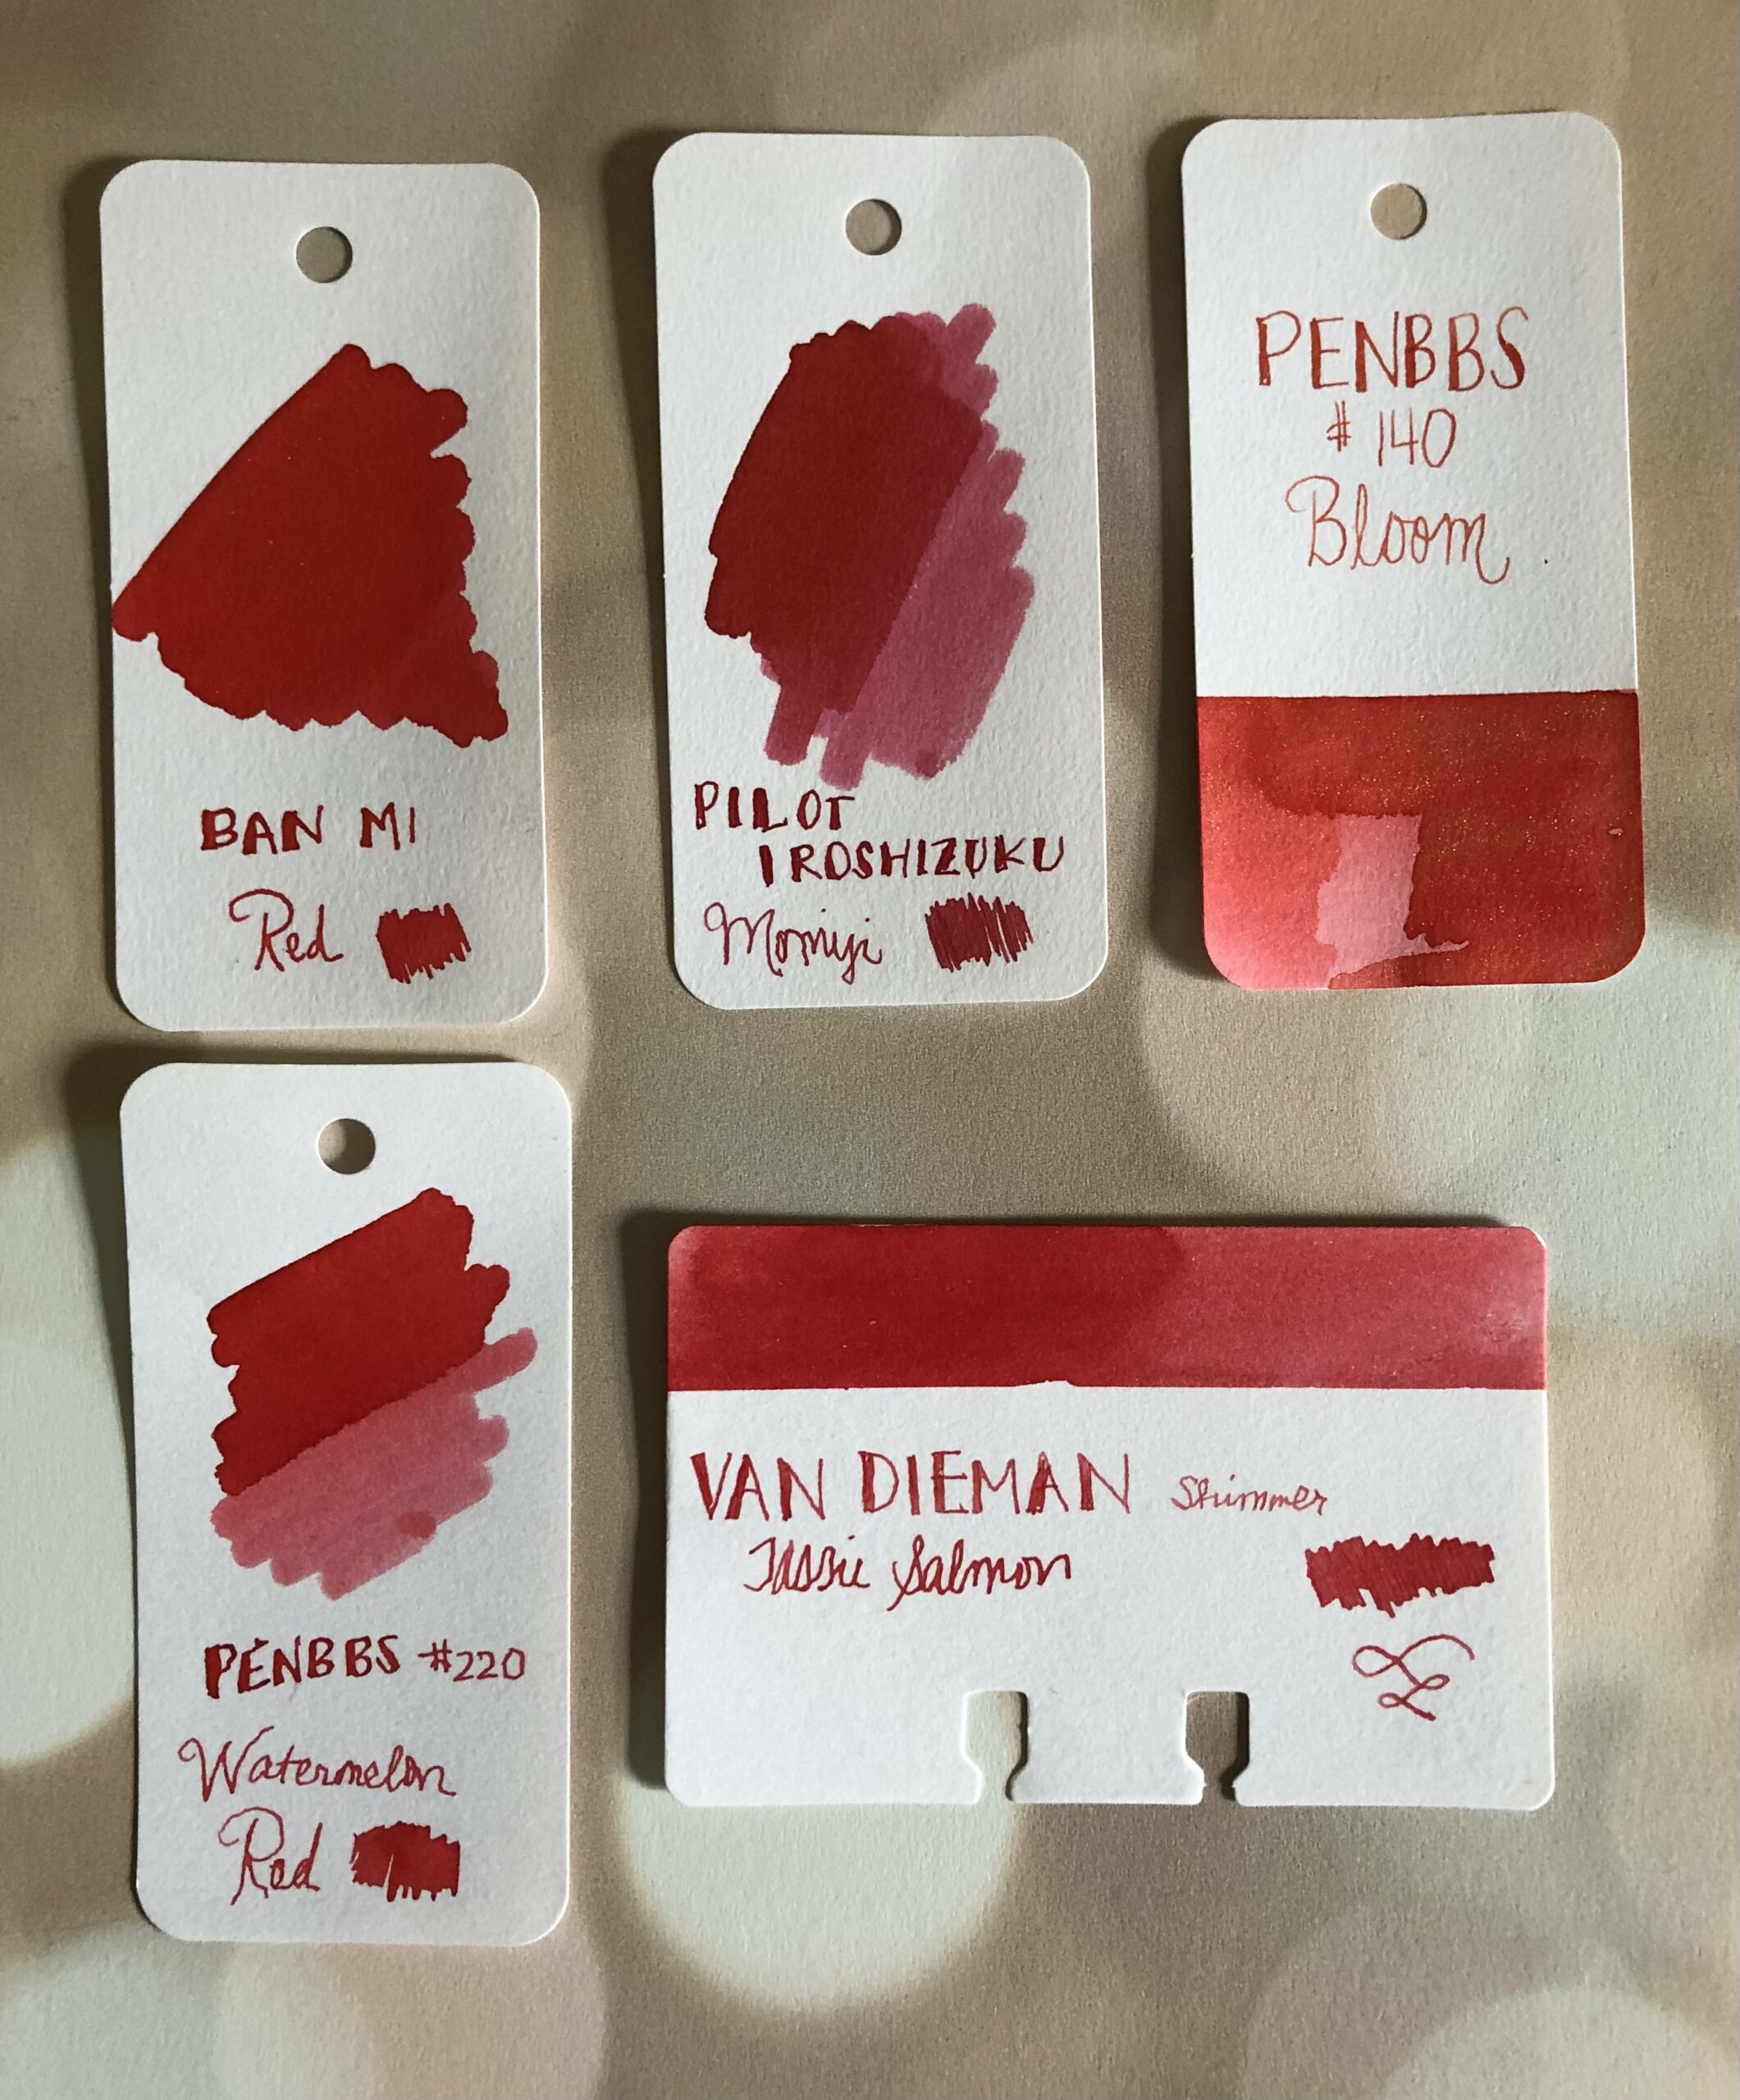 BAN MI
Red
PILOT
IROSHIZUKU
Momiji
PENBBS
#140
Bloom
PENBBS #220
Watermelon
Red
VAN DIEMAN Shimmer
Tassie Salmon